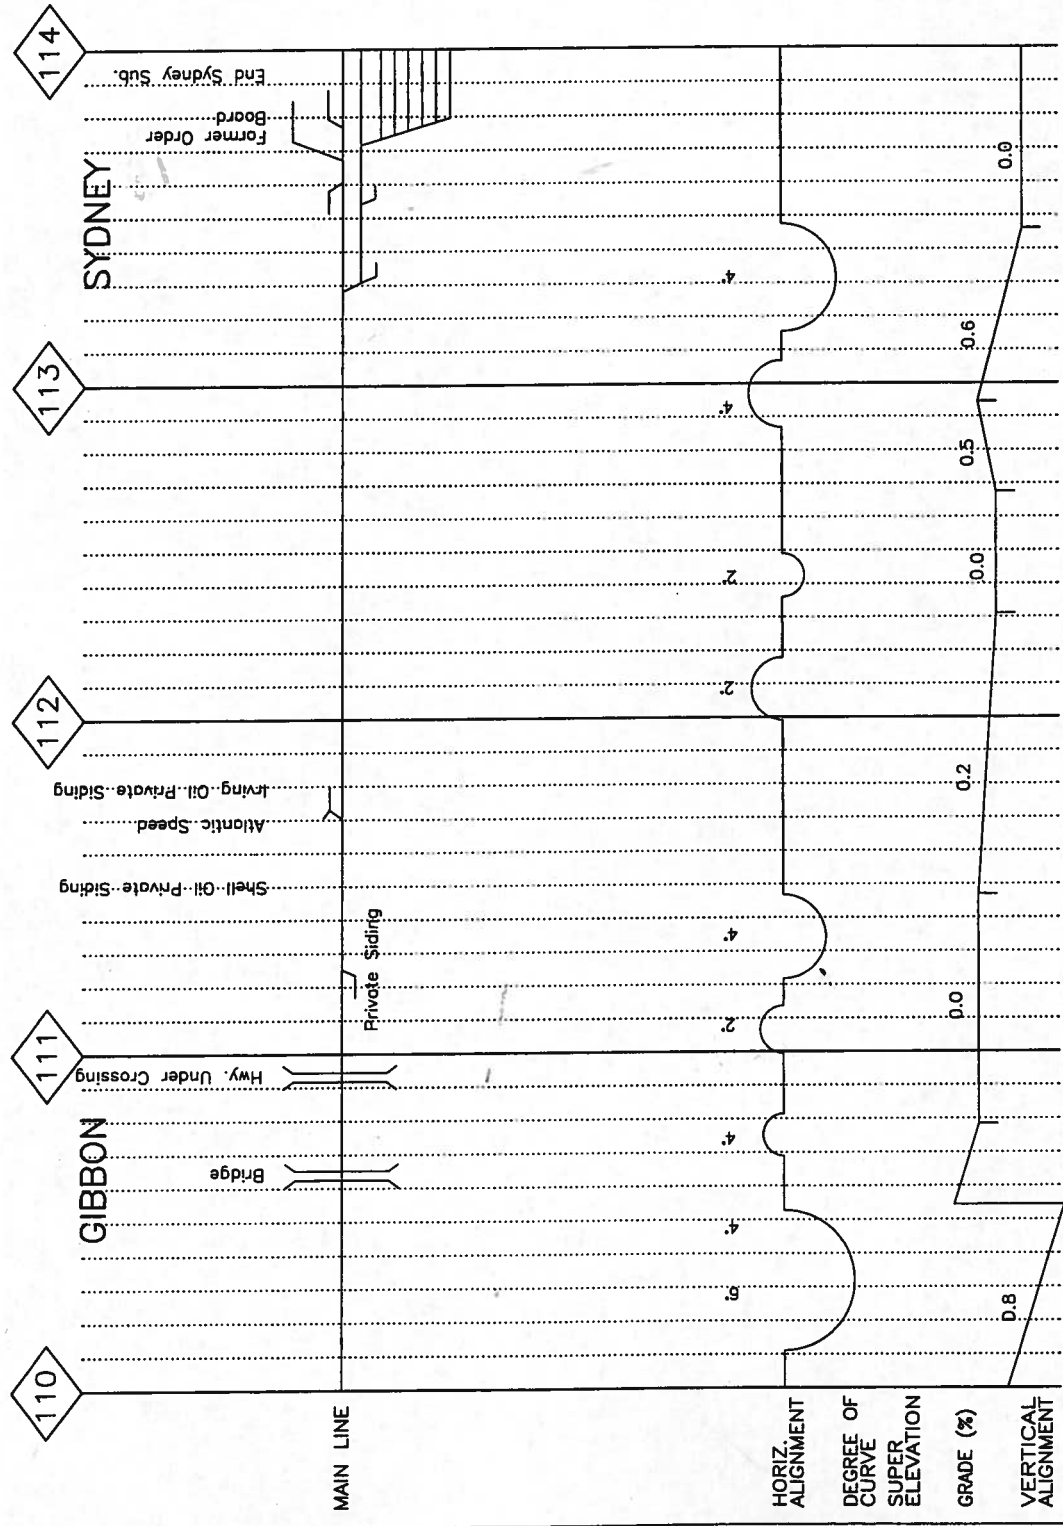 110
111
112
113
114
GIBBON
SYDNEY
Bridge
Hwy. Under Crossing
Shell Oil Private Siding
Atlantic Speed
Irving Oil Private Siding
Former Order
Board
End Sydney Sub.
MAIN LINE
Private Siding
HORIZ.
ALIGNMENT
DEGREE OF
CURVE
6°
4°
4°
2°
4°
2°
2°
4°
4°
SUPER
ELEVATION
GRADE (%)
0.8
0.0
0.2
0.0
0.5
0.6
0.0
VERTICAL
ALIGNMENT